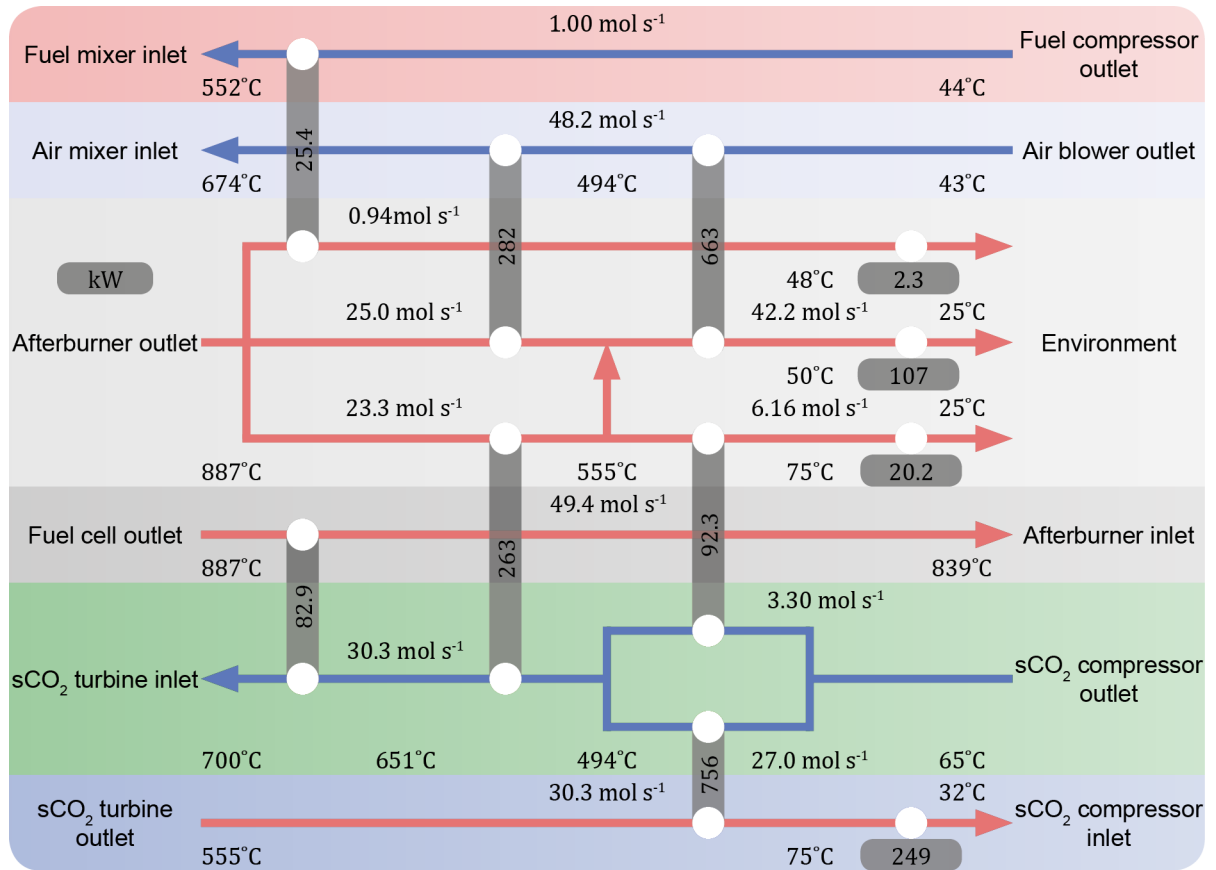 1.00 mol s⁻¹
Fuel mixer inlet
Fuel compressor
outlet
552°C
44°C
25.4
48.2 mol s⁻¹
Air mixer inlet
Air blower outlet
674°C
494°C
43°C
0.94mol s⁻¹
282
663
kW
48°C
2.3
25.0 mol s⁻¹
42.2 mol s⁻¹
25°C
Afterburner outlet
Environment
50°C
107
23.3 mol s⁻¹
6.16 mol s⁻¹
25°C
887°C
555°C
75°C
20.2
49.4 mol s⁻¹
Fuel cell outlet
263
92.3
Afterburner inlet
887°C
839°C
82.9
3.30 mol s⁻¹
30.3 mol s⁻¹
sCO₂ turbine inlet
sCO₂ compressor
outlet
700°C
651°C
494°C
756
27.0 mol s⁻¹
65°C
30.3 mol s⁻¹
32°C
sCO₂ turbine
outlet
sCO₂ compressor
inlet
555°C
75°C
249